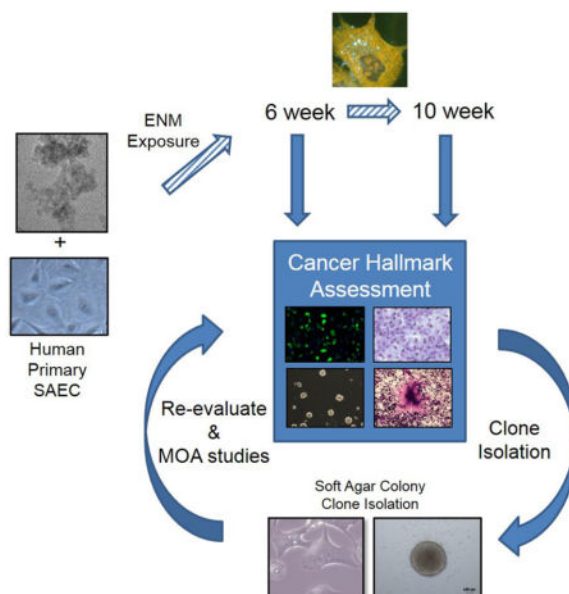 ENM
Exposure
6 week
10 week
+
Human
Primary
SAEC
Cancer Hallmark
Assessment
Re-evaluate
&
MOA studies
Clone
Isolation
Soft Agar Colony
Clone Isolation